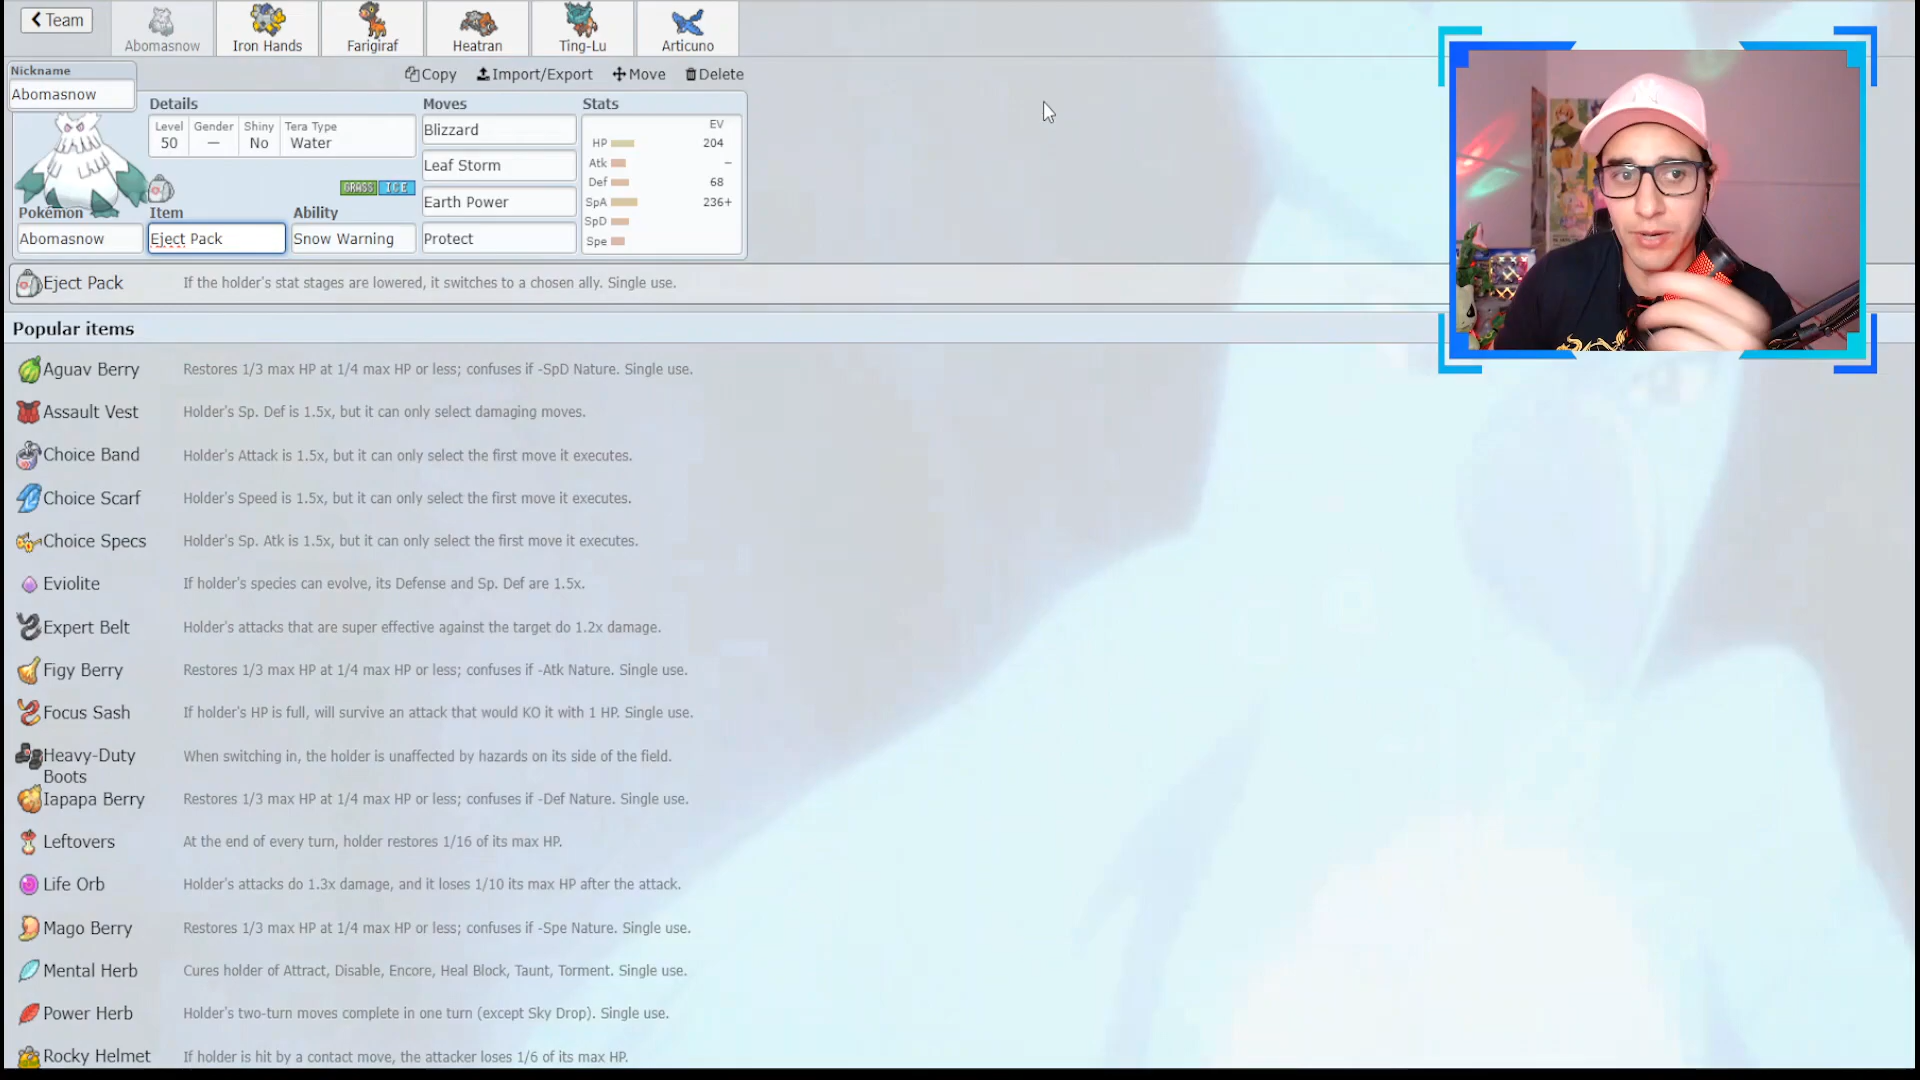 Team
Abomasnow
Iron Hands
Farigiraf
Heatran
Ting-Lu
Articuno
Nickname
Abomasnow
Copy
Import/Export
Move
Delete
Details
Moves
Stats
Level
50
Gender
—
Shiny
No
Tera Type
Water
GRASS
ICE
Pokémon
Abomasnow
Item
Eject Pack
Ability
Snow Warning
Blizzard
Leaf Storm
Earth Power
Protect
EV
HP 204
Atk –
Def 68
SpA 236+
SpD
Spe
Eject Pack If the holder's stat stages are lowered, it switches to a chosen ally. Single use.
Popular items
Aguav Berry Restores 1/3 max HP at 1/4 max HP or less; confuses if -SpD Nature. Single use.
Assault Vest Holder's Sp. Def is 1.5x, but it can only select damaging moves.
Choice Band Holder's Attack is 1.5x, but it can only select the first move it executes.
Choice Scarf Holder's Speed is 1.5x, but it can only select the first move it executes.
Choice Specs Holder's Sp. Atk is 1.5x, but it can only select the first move it executes.
Eviolite If holder's species can evolve, its Defense and Sp. Def are 1.5x.
Expert Belt Holder's attacks that are super effective against the target do 1.2x damage.
Figy Berry Restores 1/3 max HP at 1/4 max HP or less; confuses if -Atk Nature. Single use.
Focus Sash If holder's HP is full, will survive an attack that would KO it with 1 HP. Single use.
Heavy-Duty Boots When switching in, the holder is unaffected by hazards on its side of the field.
Iapapa Berry Restores 1/3 max HP at 1/4 max HP or less; confuses if -Def Nature. Single use.
Leftovers At the end of every turn, holder restores 1/16 of its max HP.
Life Orb Holder's attacks do 1.3x damage, and it loses 1/10 its max HP after the attack.
Mago Berry Restores 1/3 max HP at 1/4 max HP or less; confuses if -Spe Nature. Single use.
Mental Herb Cures holder of Attract, Disable, Encore, Heal Block, Taunt, Torment. Single use.
Power Herb Holder's two-turn moves complete in one turn (except Sky Drop). Single use.
Rocky Helmet If holder is hit by a contact move, the attacker loses 1/6 of its max HP.